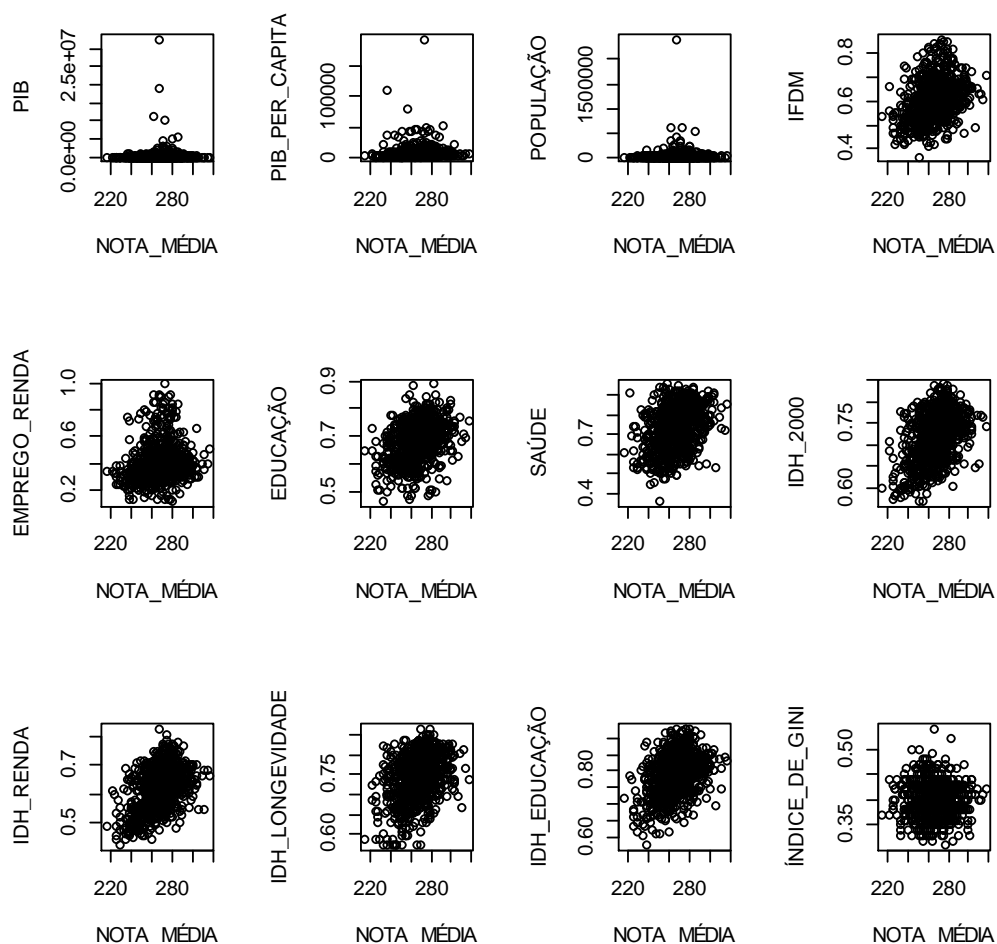 PIB
0.0e+00 2.5e+07
220 280
NOTA_MÉDIA
PIB_PER_CAPITA
0 100000
220 280
NOTA_MÉDIA
POPULAÇÃO
0 1500000
220 280
NOTA_MÉDIA
IFDM
0.4 0.6 0.8
220 280
NOTA_MÉDIA
EMPREGO_RENDA
0.2 0.6 1.0
220 280
NOTA_MÉDIA
EDUCAÇÃO
0.5 0.7 0.9
220 280
NOTA_MÉDIA
SAÚDE
0.4 0.7
220 280
NOTA_MÉDIA
IDH_2000
0.60 0.75
220 280
NOTA_MÉDIA
IDH_RENDA
0.5 0.7
220 280
NOTA_MÉDIA
IDH_LONGEVIDADE
0.60 0.75
220 280
NOTA_MÉDIA
IDH_EDUCAÇÃO
0.60 0.80
220 280
NOTA_MÉDIA
ÍNDICE_DE_GINI
0.35 0.50
220 280
NOTA_MÉDIA